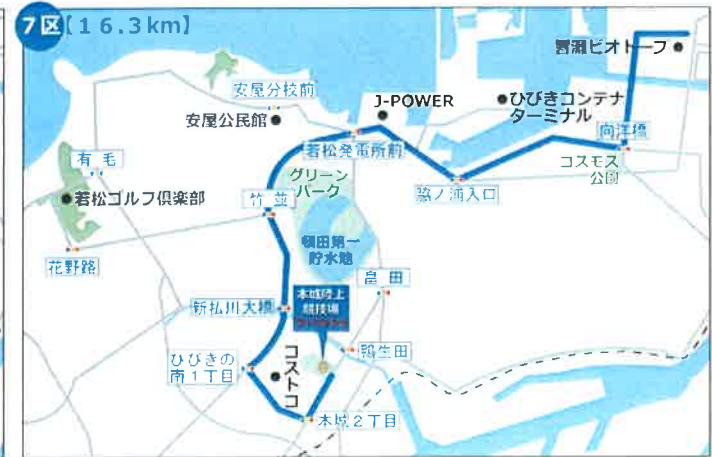 7区【16.3km】
響灘ビオトープ
安屋分校前
安屋公民館
J-POWER
ひびきコンテナ
ターミナル
向洋橋
若松発電所前
コスモス
公園
有毛
グリーン
パーク
脇ノ浦入口
若松ゴルフ倶楽部
竹並
頓田第一
貯水池
花野路
畠田
本城陸上
競技場
新払川大橋
鴨生田
ひびきの
南1丁目
コストコ
本城2丁目